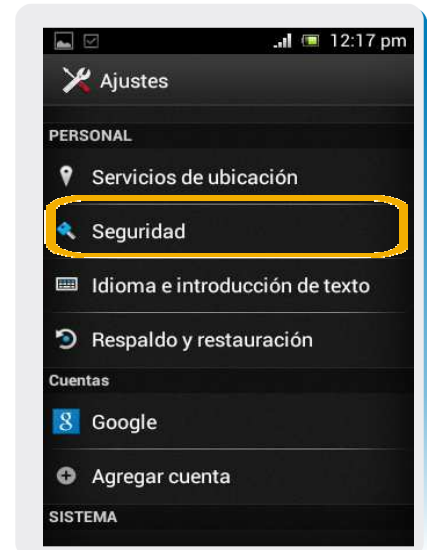 12:17 pm
Ajustes
PERSONAL
Servicios de ubicación
Seguridad
Idioma e introducción de texto
Respaldo y restauración
Cuentas
8 Google
Agregar cuenta
SISTEMA